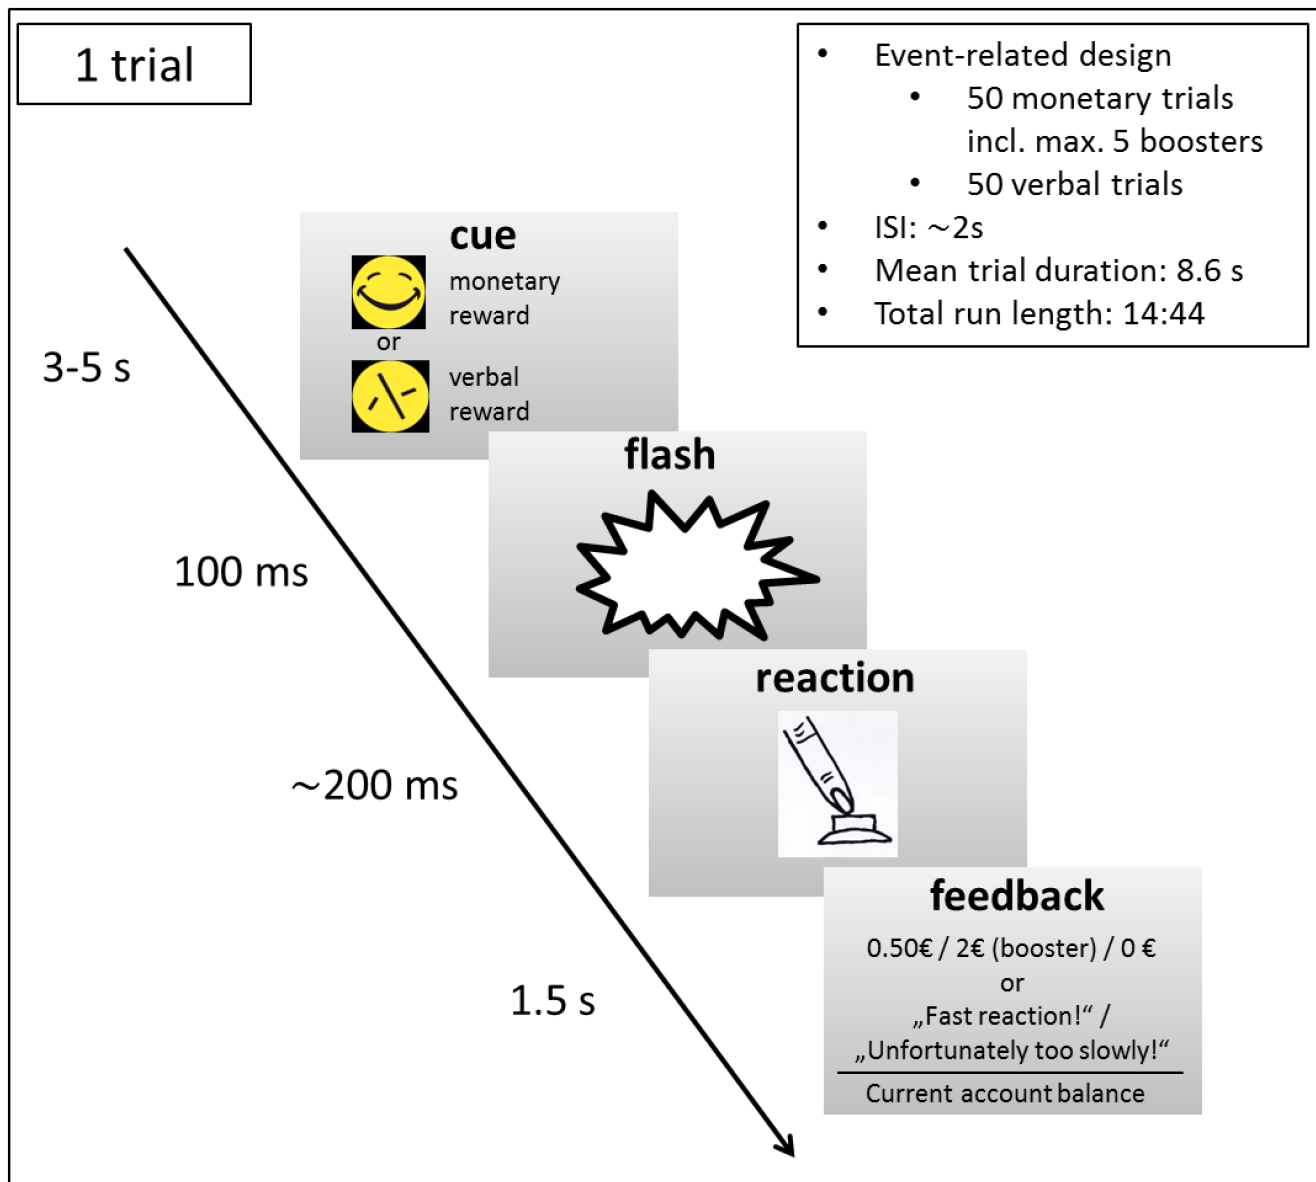 1 trial
• Event-related design
• 50 monetary trials
incl. max. 5 boosters
• 50 verbal trials
• ISI: ~2s
• Mean trial duration: 8.6 s
• Total run length: 14:44
cue
monetary
reward
or
verbal
reward
3-5 s
flash
100 ms
reaction
~200 ms
feedback
0.50€ / 2€ (booster) / 0 €
or
„Fast reaction!“ /
„Unfortunately too slowly!“
Current account balance
1.5 s